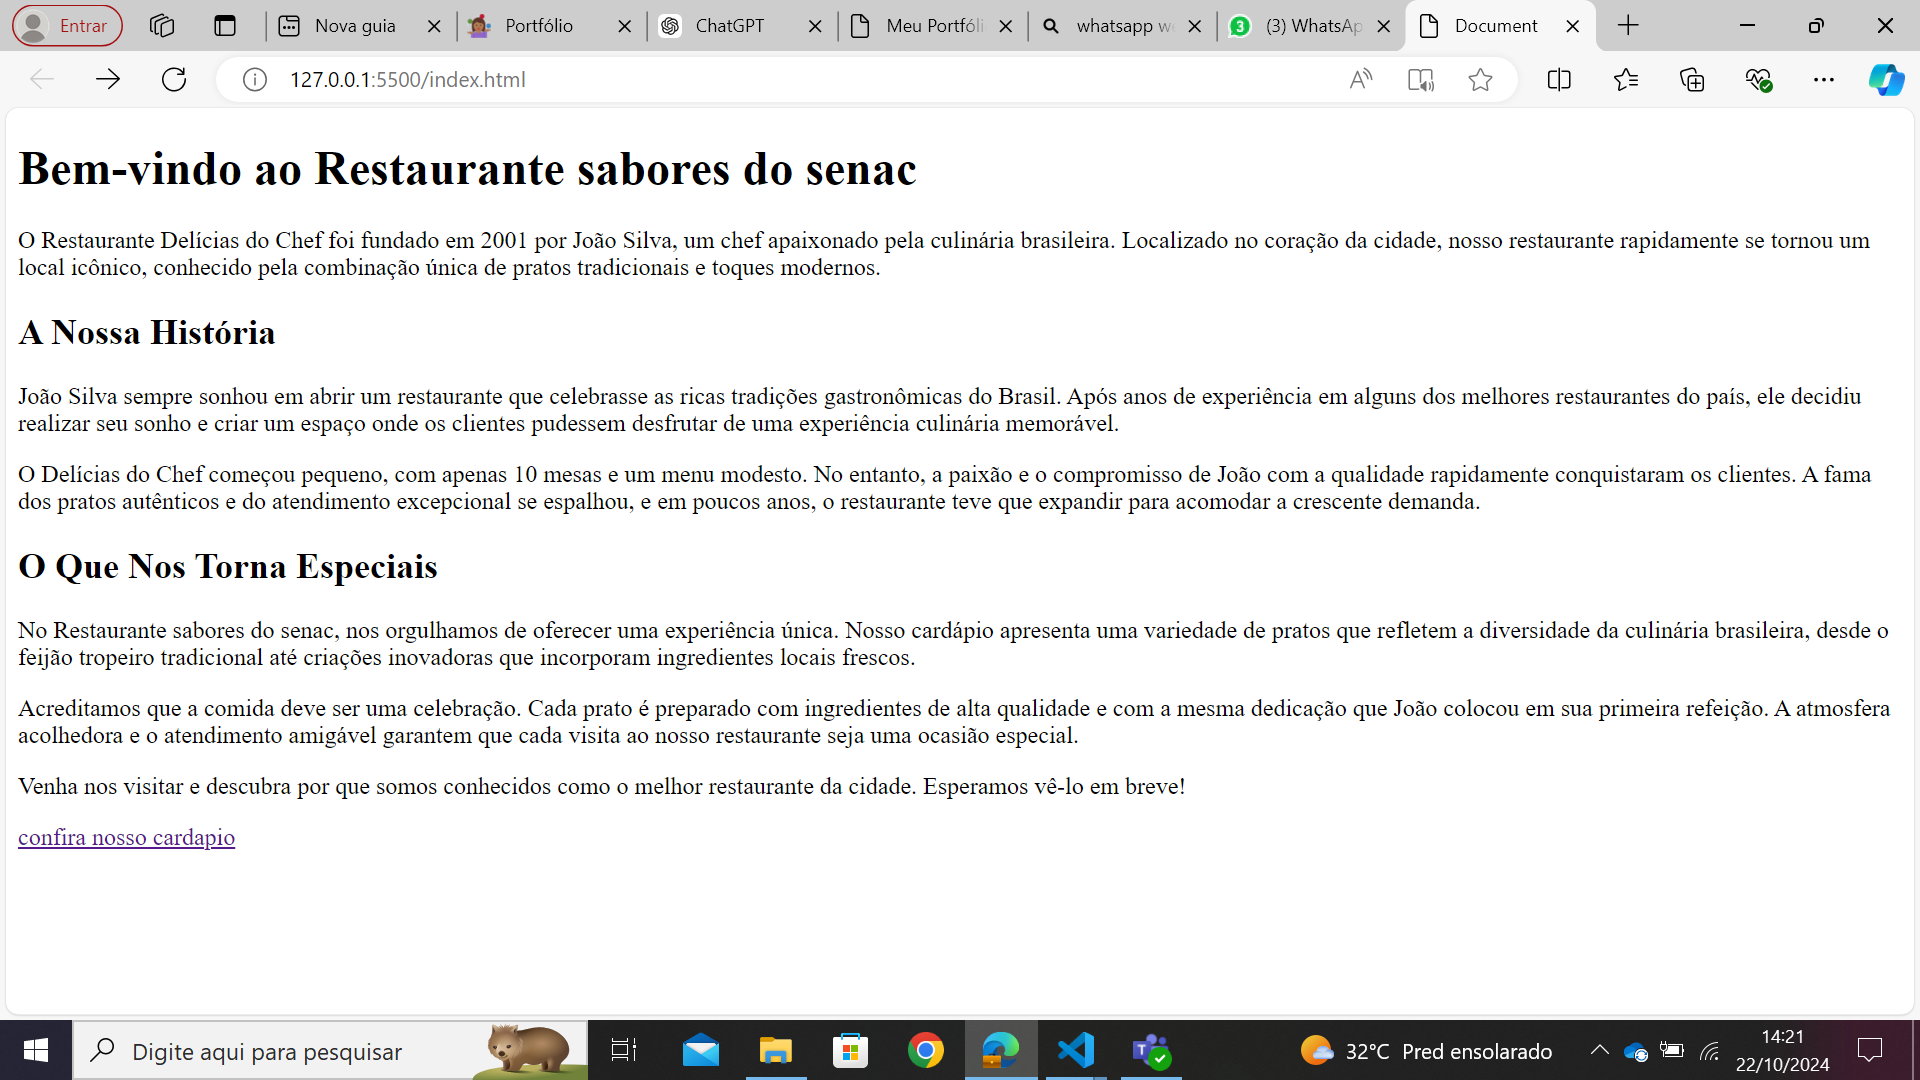 Entrar
Nova guia
Portfólio
ChatGPT
Meu Portfóli
whatsapp we
(3) WhatsAp
Document
127.0.0.1:5500/index.html
Bem-vindo ao Restaurante sabores do senac
O Restaurante Delícias do Chef foi fundado em 2001 por João Silva, um chef apaixonado pela culinária brasileira. Localizado no coração da cidade, nosso restaurante rapidamente se tornou um
local icônico, conhecido pela combinação única de pratos tradicionais e toques modernos.
A Nossa História
João Silva sempre sonhou em abrir um restaurante que celebrasse as ricas tradições gastronômicas do Brasil. Após anos de experiência em alguns dos melhores restaurantes do país, ele decidiu
realizar seu sonho e criar um espaço onde os clientes pudessem desfrutar de uma experiência culinária memorável.
O Delícias do Chef começou pequeno, com apenas 10 mesas e um menu modesto. No entanto, a paixão e o compromisso de João com a qualidade rapidamente conquistaram os clientes. A fama
dos pratos autênticos e do atendimento excepcional se espalhou, e em poucos anos, o restaurante teve que expandir para acomodar a crescente demanda.
O Que Nos Torna Especiais
No Restaurante sabores do senac, nos orgulhamos de oferecer uma experiência única. Nosso cardápio apresenta uma variedade de pratos que refletem a diversidade da culinária brasileira, desde o
feijão tropeiro tradicional até criações inovadoras que incorporam ingredientes locais frescos.
Acreditamos que a comida deve ser uma celebração. Cada prato é preparado com ingredientes de alta qualidade e com a mesma dedicação que João colocou em sua primeira refeição. A atmosfera
acolhedora e o atendimento amigável garantem que cada visita ao nosso restaurante seja uma ocasião especial.
Venha nos visitar e descubra por que somos conhecidos como o melhor restaurante da cidade. Esperamos vê-lo em breve!
confira nosso cardapio
Digite aqui para pesquisar
32°C Pred ensolarado
14:21
22/10/2024